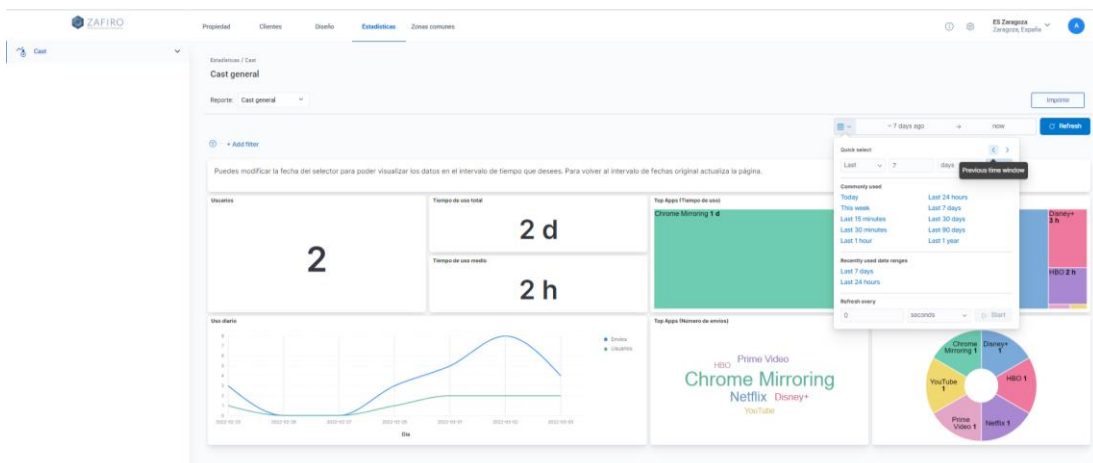 ZAFIRO
Propiedad Clientes Diseño Estadísticas Zonas comunes
ES Zaragoza
Zaragoza, España
A
Cast
Estadísticas / Cast
Cast general
Reporte: Cast general
Imprimir
~ 7 days ago → now
Refresh
+ Add filter
Quick select
Last 7 days
Previous time window
Puedes modificar la fecha del selector para poder visualizar los datos en el intervalo de tiempo que desees. Para volver al intervalo de fechas original actualiza la página.
Commonly used
Today Last 24 hours
This week Last 7 days
Last 15 minutes Last 30 days
Last 30 minutes Last 90 days
Last 1 hour Last 1 year
Recently used date ranges
Last 7 days
Last 24 hours
Refresh every
0 seconds Start
Usuarios
2
Tiempo de uso total
2 d
Tiempo de uso medio
2 h
Top Apps (Tiempo de uso)
Chrome Mirroring 1 d
Disney+
3 h
HBO 2 h
Uso diario
Envíos
Usuarios
Día
Top Apps (Número de envíos)
HBO Prime Video
Chrome Mirroring
Netflix Disney+
YouTube
Chrome Mirroring 1
Disney+ 1
HBO 1
Netflix 1
Prime Video 1
YouTube 1